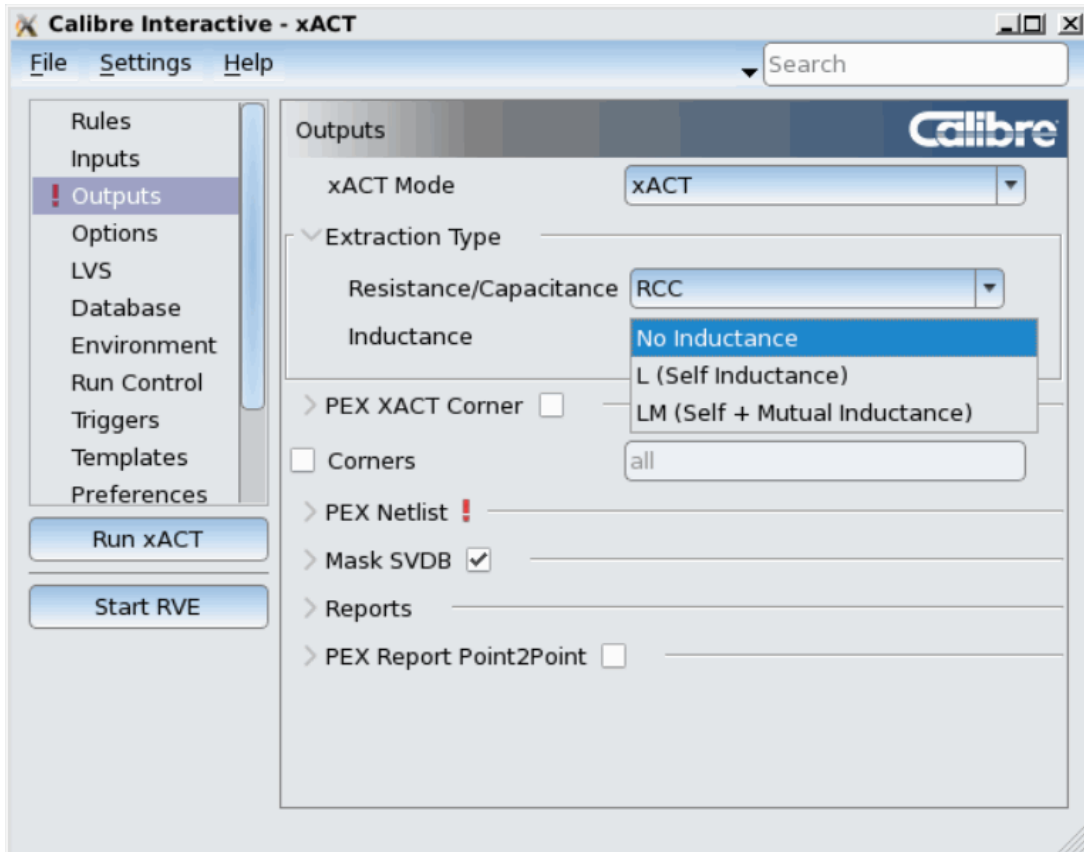 Calibre Interactive - xACT
File Settings Help
Search
Rules
Inputs
! Outputs
Options
LVS
Database
Environment
Run Control
Triggers
Templates
Preferences
Run xACT
Start RVE
Outputs
Calibre
xACT Mode
xACT
Extraction Type
Resistance/Capacitance
RCC
Inductance
No Inductance
L (Self Inductance)
LM (Self + Mutual Inductance)
PEX XACT Corner
Corners
all
PEX Netlist !
Mask SVDB
Reports
PEX Report Point2Point